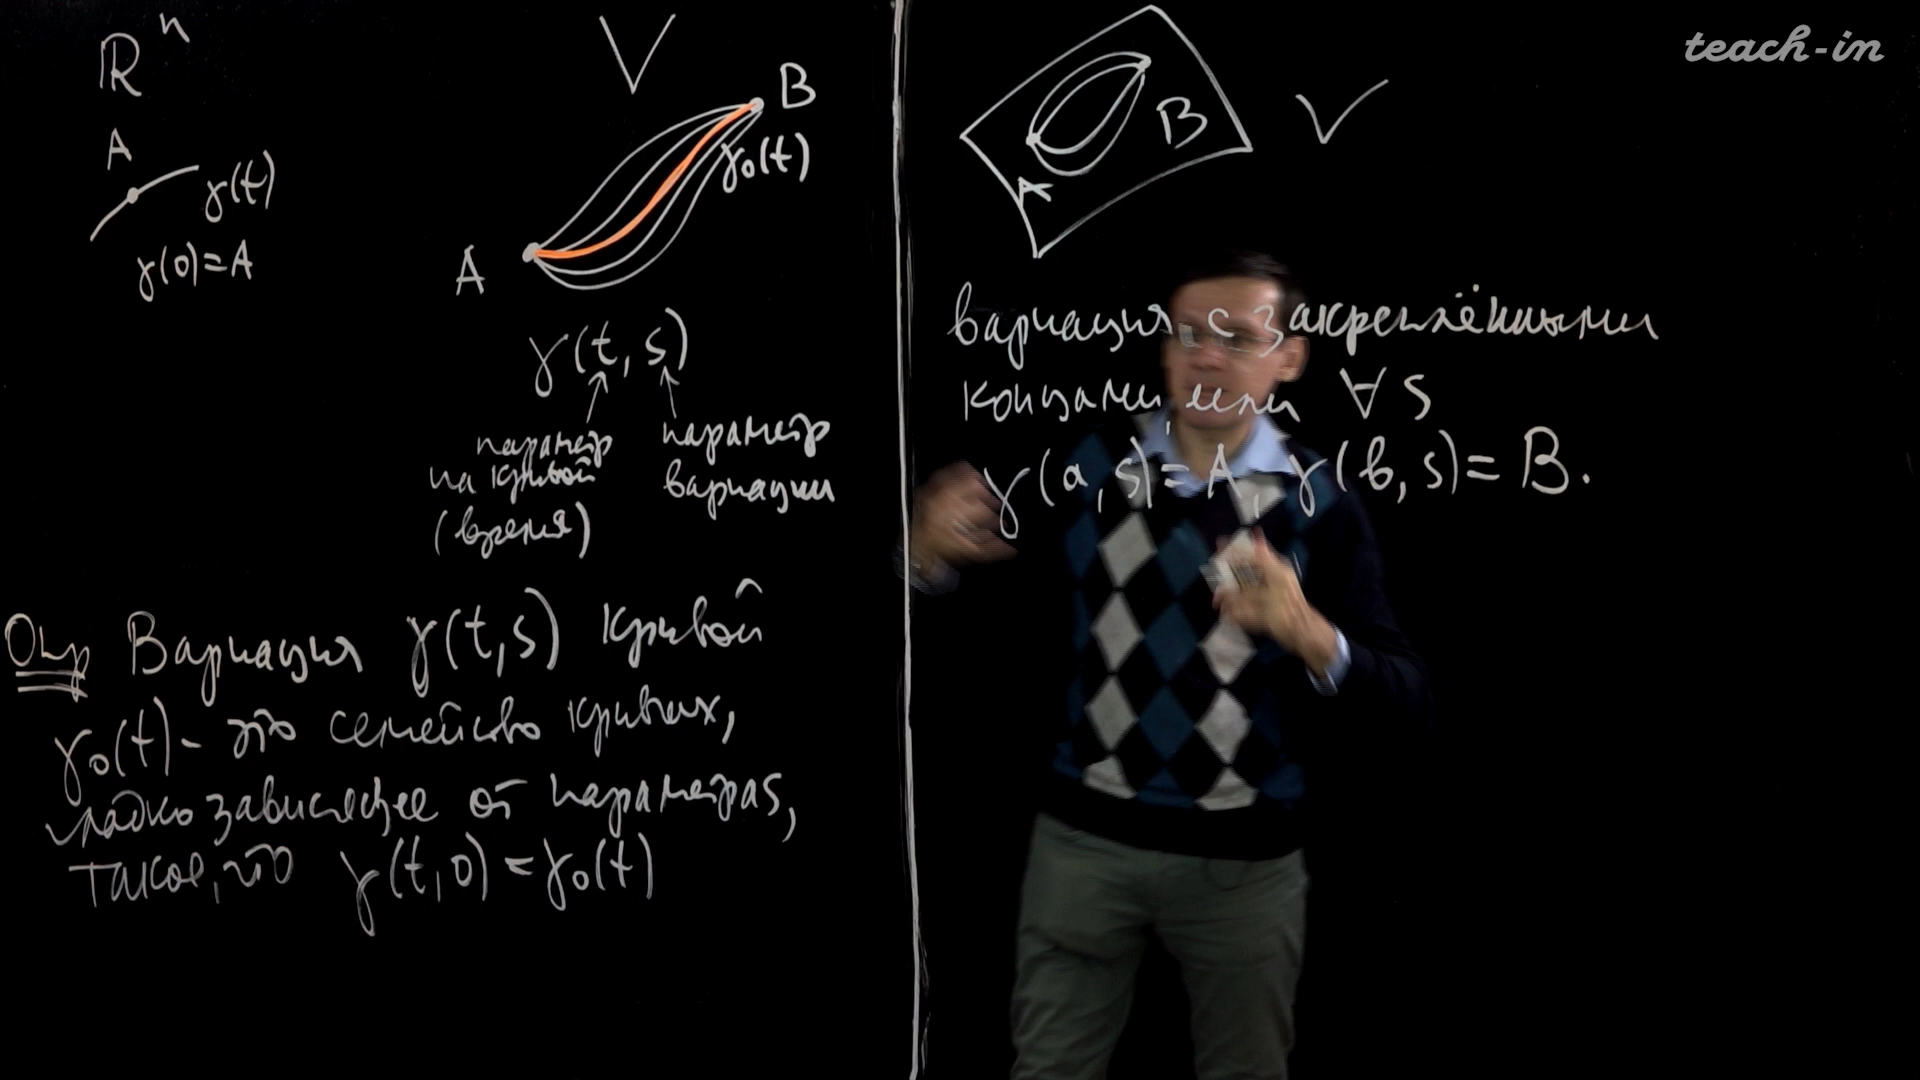 ℝⁿ
A
γ(t)
γ(0)=A
V
B
γ₀(t)
A
γ(t, s)
параметр
на кривой
(время)
параметр
вариации
Опр Вариация γ(t,s) кривой
γ₀(t) - это семейство кривых,
гладко зависящее от параметра s,
такое, что γ(t,0) = γ₀(t)
teach-in
A
B
V
вариация с закреплёнными
концами, если ∀ s
γ(a,s) = A, γ(b,s) = B.